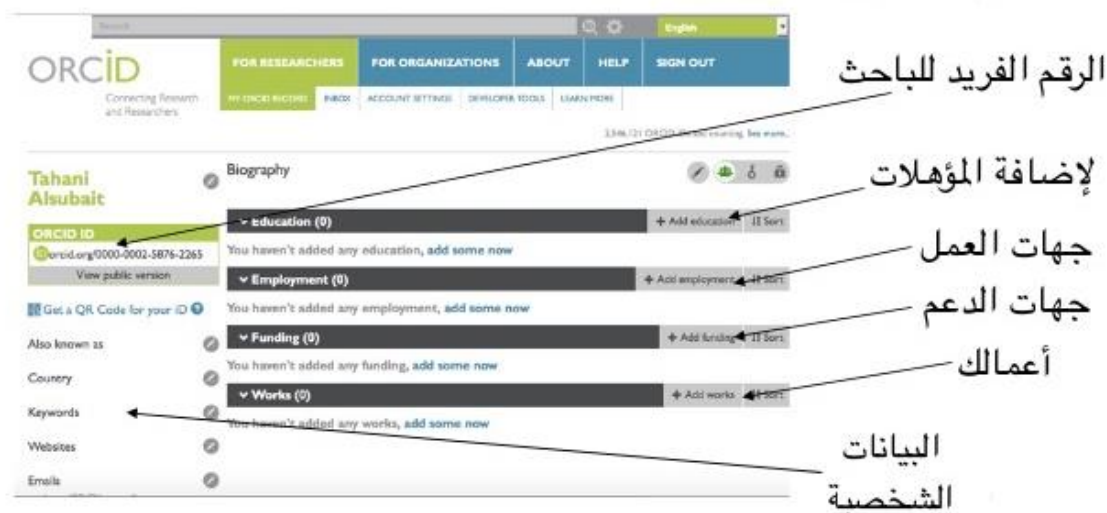 Search
English
ORCID
Connecting Research
and Researchers
FOR RESEARCHERS
FOR ORGANIZATIONS
ABOUT
HELP
SIGN OUT
MY ORCID RECORD
INBOX
ACCOUNT SETTINGS
DEVELOPER TOOLS
LEARN MORE
See more.
الرقم الفريد للباحث
Tahani
Alsubait
ORCID ID
orcid.org/0000-0002-5876-2265
View public version
Get a QR Code for your iD
Also known as
Country
Keywords
Websites
Emails
Biography
Education (0)
Add education
Sort
You haven't added any education, add some now
Employment (0)
Add employment
Sort
You haven't added any employment, add some now
Funding (0)
Add funding
Sort
You haven't added any funding, add some now
Works (0)
Add works
Sort
You haven't added any works, add some now
لإضافة المؤهلات
جهات العمل
جهات الدعم
أعمالك
البيانات
الشخصية